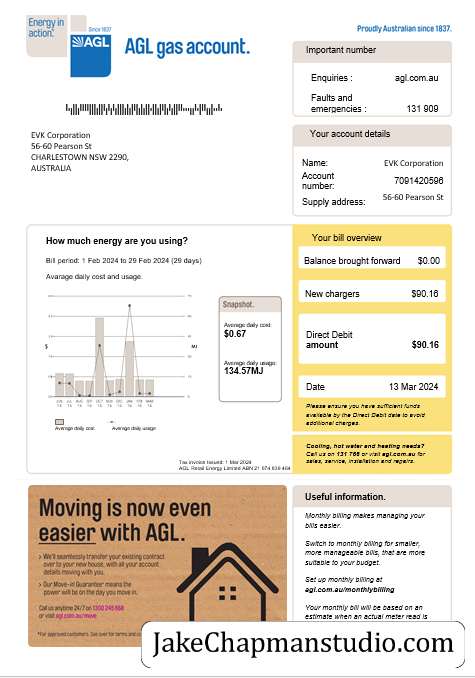 Energy in
action.
Since 1837
AGL
AGL gas account.
Proudly Australian since 1837.
Important number
Enquiries : agl.com.au
Faults and
emergencies : 131 909
EVK Corporation
56-60 Pearson St
CHARLESTOWN NSW 2290,
AUSTRALIA
Your account details
Name: EVK Corporation
Account
number: 7091420596
Supply address: 56-60 Pearson St
How much energy are you using?
Bill period: 1 Feb 2024 to 29 Feb 2024 (29 days)
Avarage daily cost and usage.
$
MJ
Average daily cost
Average daily usage
Snapshot.
Average daily cost:
$0.67
Average daily usage:
134.57MJ
Tax invoice issued: 1 Mar 2024
Your bill overview
Balance brought forward $0.00
New chargers $90.16
Direct Debit
amount $90.16
Date 13 Mar 2024
Please ensure you have sufficient funds
available by the Direct Debit date to avoid
additional charges.
Cooling, hot water and heating needs?
Call us on 131 766 or visit agl.com.au for
sales, service, installation and repairs.
Moving is now even
easier with AGL.
> We'll seamlessly transfer your existing contract
over to your new house, with all your account
details moving with you.
> Our Move-in Guarantee* means the
power will be on the day you move in.
Call us anytime 24/7 on 1300 245 668
or visit agl.com.au/move
*For approved customers. See over for terms and
Useful information.
Monthly billing makes managing your
bills easier.
Switch to monthly billing for smaller,
more manageable bills, that are more
suitable to your budget.
Set up monthly billing at
agl.com.au/monthlybilling
Your monthly bill will be based on an
estimate when an actual meter read is
JakeChapmanstudio.com